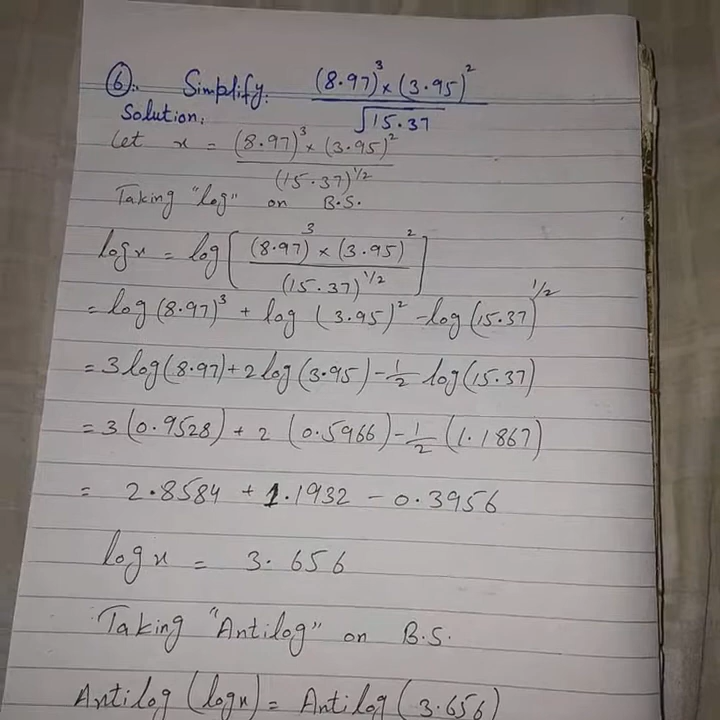 6:. Simplify: (8.97)³ × (3.95)² / √15.37
Solution:
Let x = (8.97)³ × (3.95)² / (15.37)^1/2
Taking "log" on B.S.
log x = log [(8.97)³ × (3.95)² / (15.37)^1/2]
= log (8.97)³ + log (3.95)² - log (15.37)^1/2
= 3 log (8.97) + 2 log (3.95) - 1/2 log (15.37)
= 3 (0.9528) + 2 (0.5966) - 1/2 (1.1867)
= 2.8584 + 1.1932 - 0.3956
log x = 3.656
Taking "Antilog" on B.S.
Antilog (log x) = Antilog (3.656)